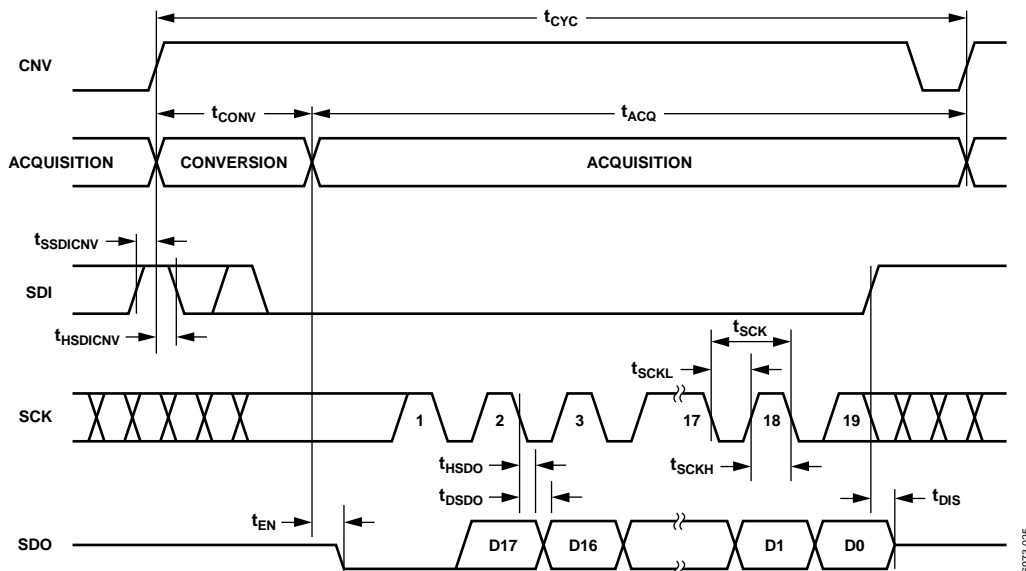 tCYC
CNV
tCONV
tACQ
ACQUISITION
CONVERSION
ACQUISITION
tSSDICNV
SDI
tHSDICNV
tSCK
tSCKL
SCK
1
2
3
17
18
19
tHSDO
tSCKH
tDSDO
tDIS
tEN
SDO
D17
D16
D1
D0